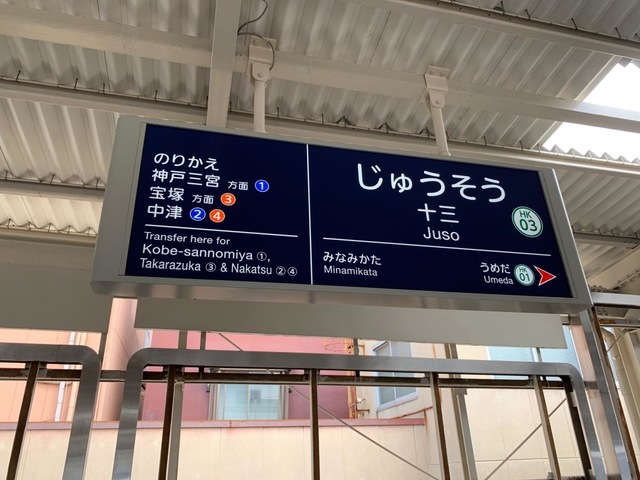 のりかえ
神戸三宮 方面 1
宝塚 方面 3
中津 2 4
Transfer here for
Kobe-sannomiya ①,
Takarazuka ③ & Nakatsu ② ④
じゅうそう
十三
Juso
HK
03
みなみかた
Minamikata
うめだ
Umeda
HK
01